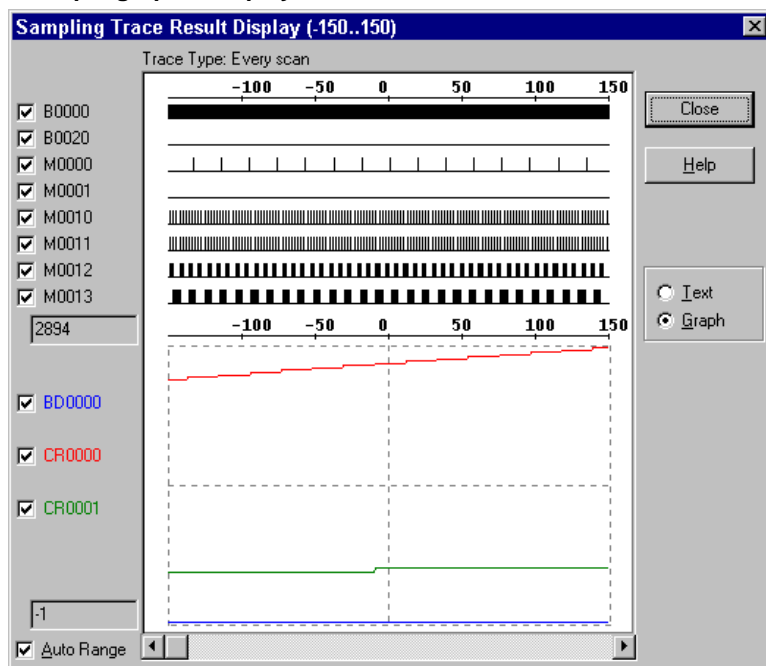 Sampling Trace Result Display (-150..150)
Trace Type: Every scan
-100 -50 0 50 100 150
B0000
B0020
M0000
M0001
M0010
M0011
M0012
M0013
Close
Help
Text
Graph
2894
-100 -50 0 50 100 150
BD0000
CR0000
CR0001
-1
Auto Range